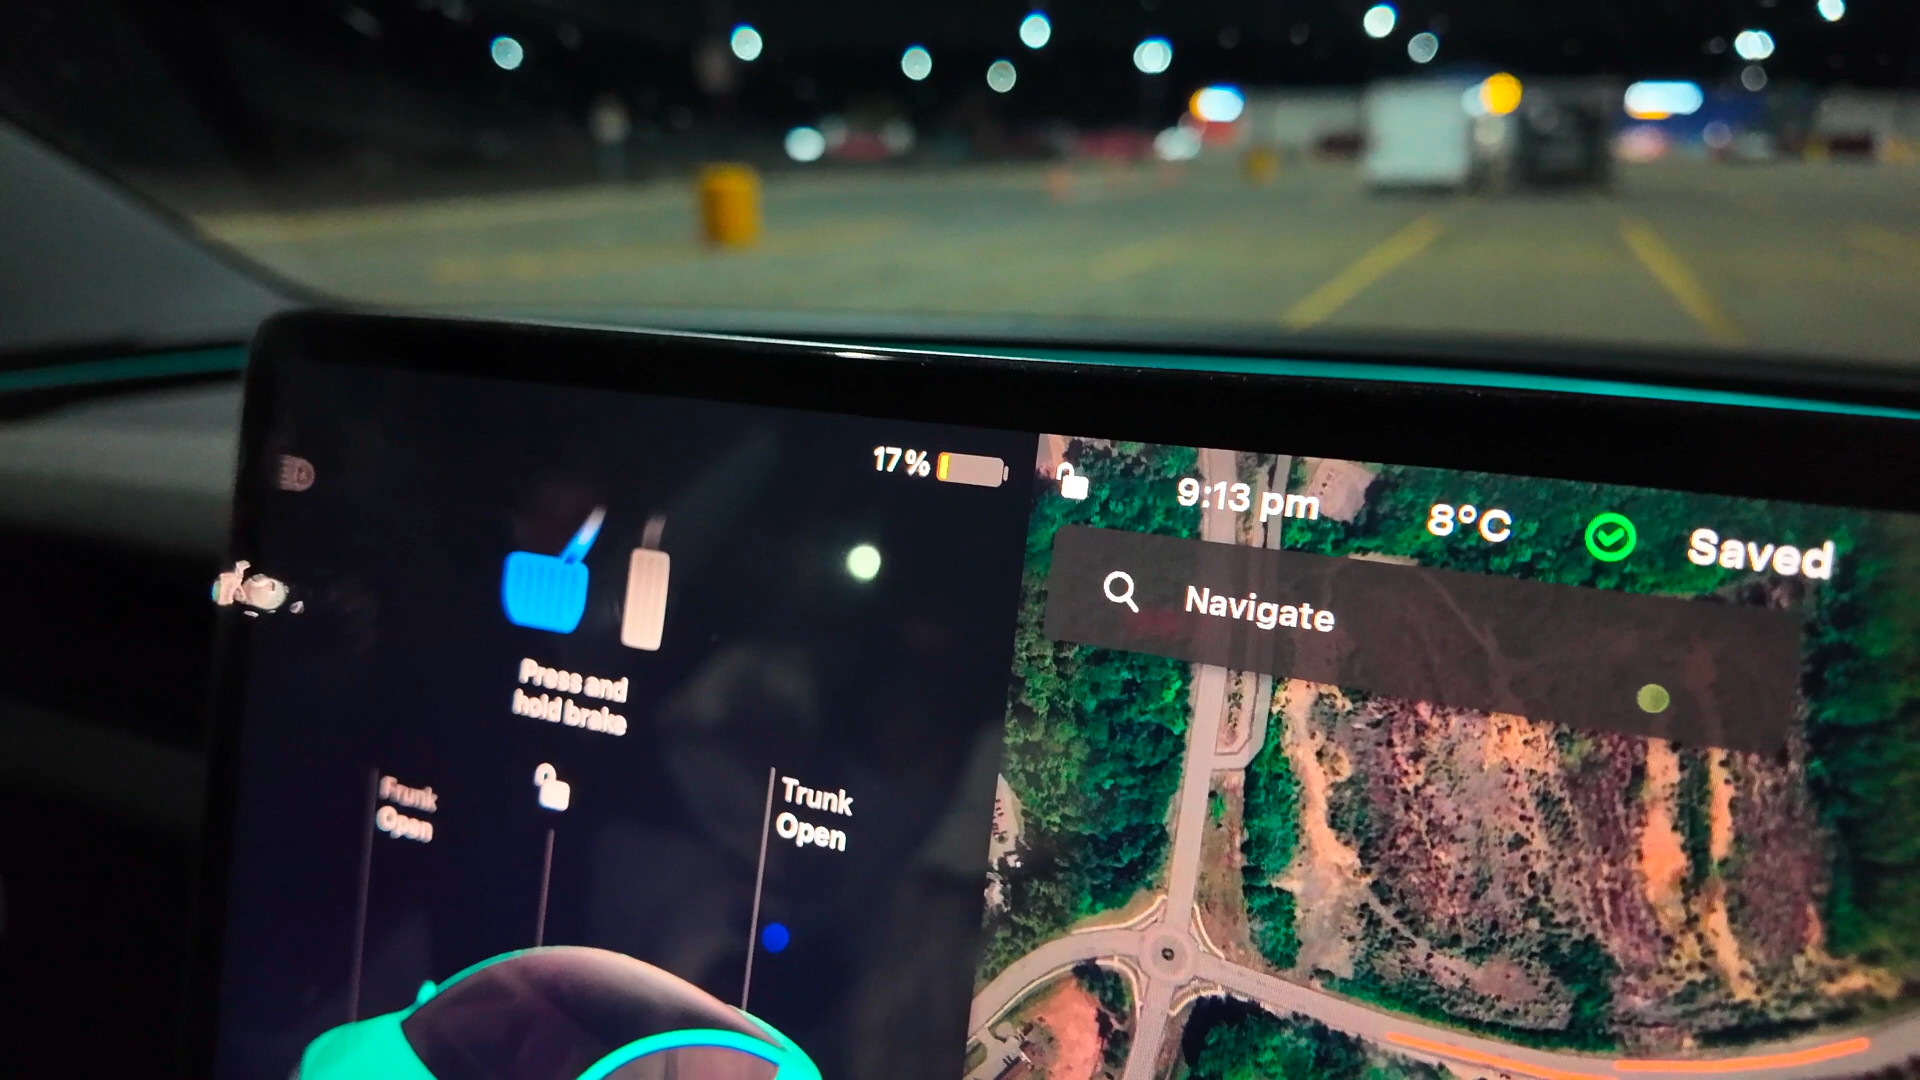 17%
9:13 pm
8°C
Saved
Navigate
Press and
hold brake
Frunk
Open
Trunk
Open